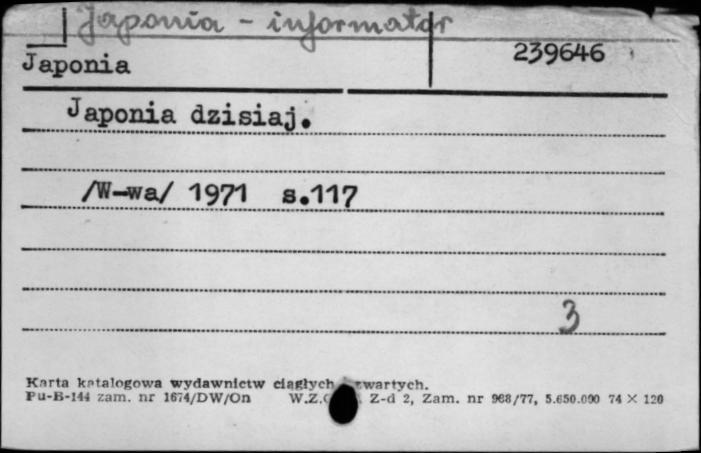 Japonia - informator
239646
Japonia
Japonia dzisiaj.
/W-wa/ 1971 s.117
3
Karta katalogowa wydawnictw ciągłych zwartych.
Pu-B-144 zam. nr 1674/DW/On W.Z. Z-d 2, Zam. nr 968/77, 5.650.000 74 × 120